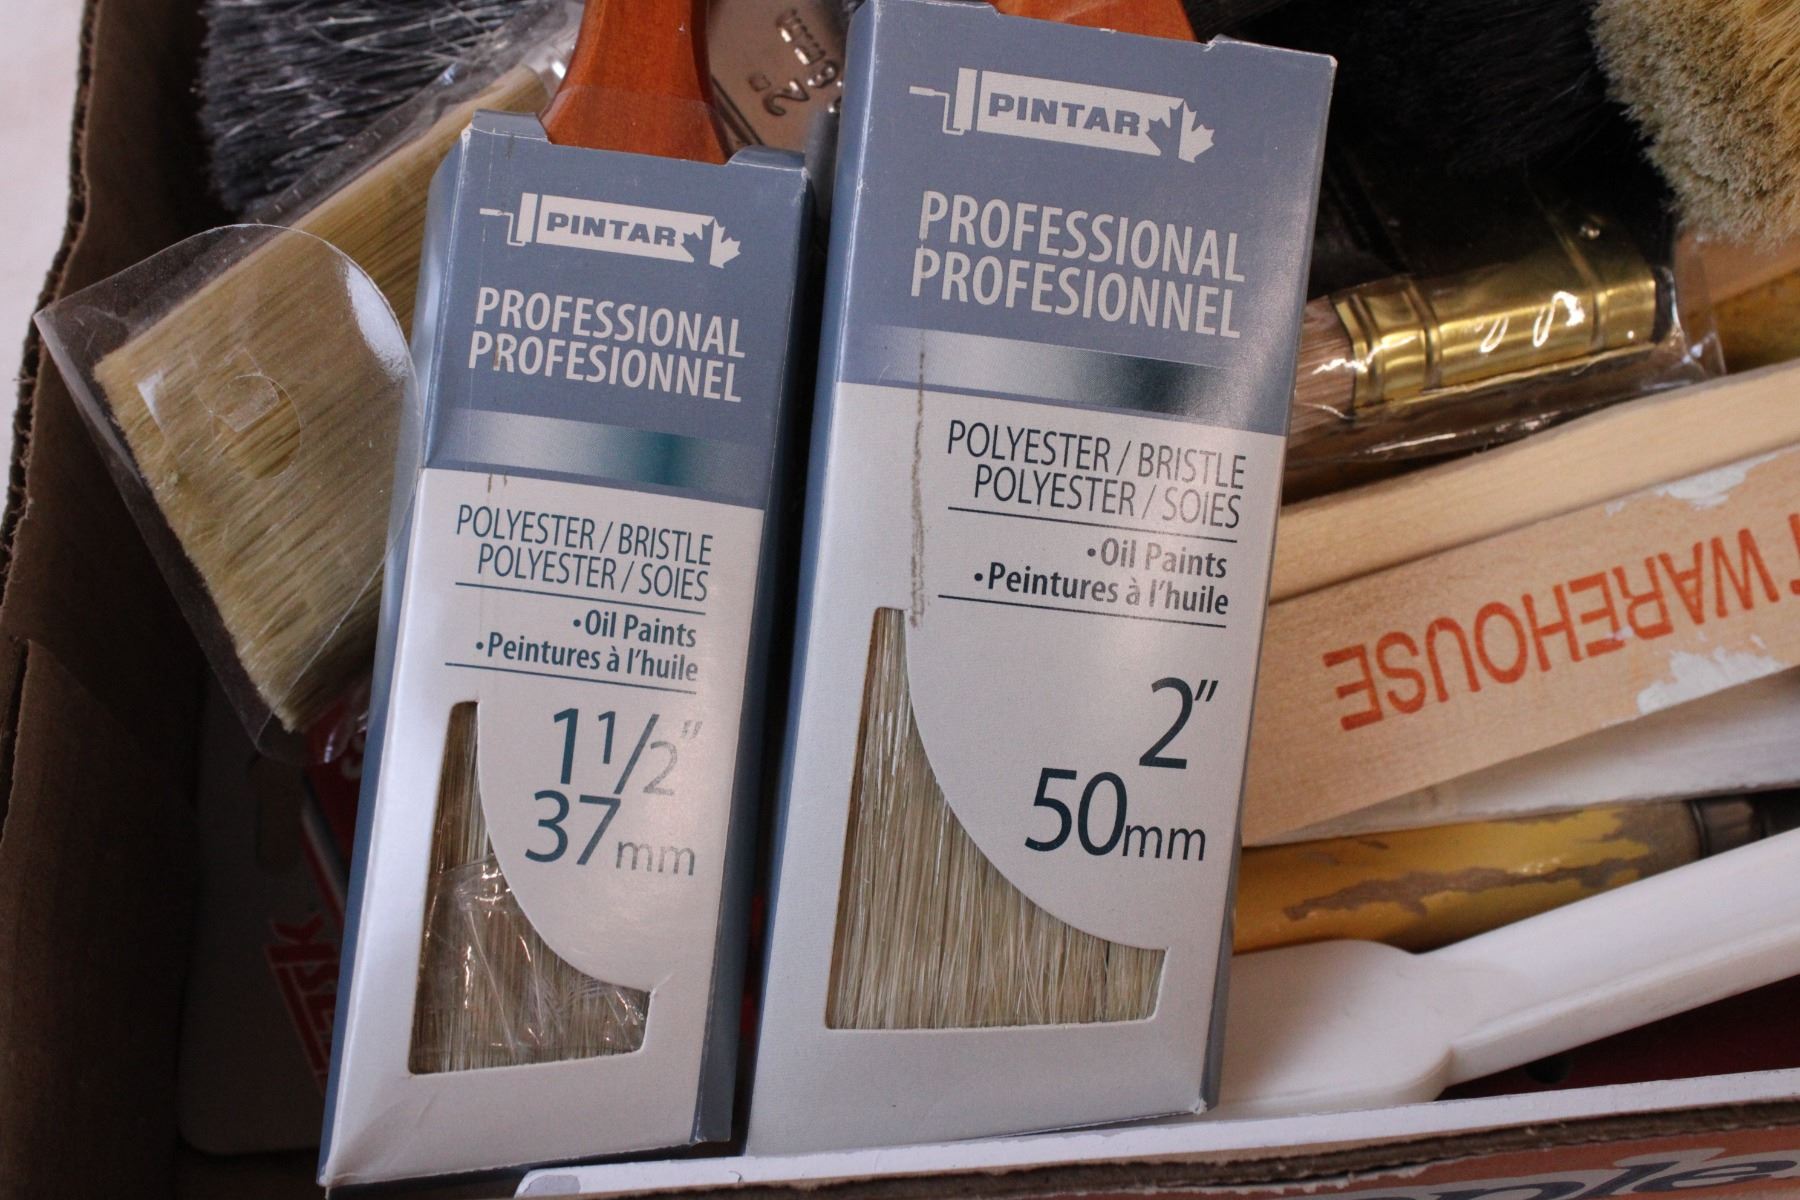 PINTAR
PROFESSIONAL
PROFESIONNEL
POLYESTER / BRISTLE
POLYESTER / SOIES
•Oil Paints
•Peintures à l'huile
1 1/2"
37mm
PINTAR
PROFESSIONAL
PROFESIONNEL
POLYESTER / BRISTLE
POLYESTER / SOIES
•Oil Paints
•Peintures à l'huile
2"
50mm
WAREHOUSE